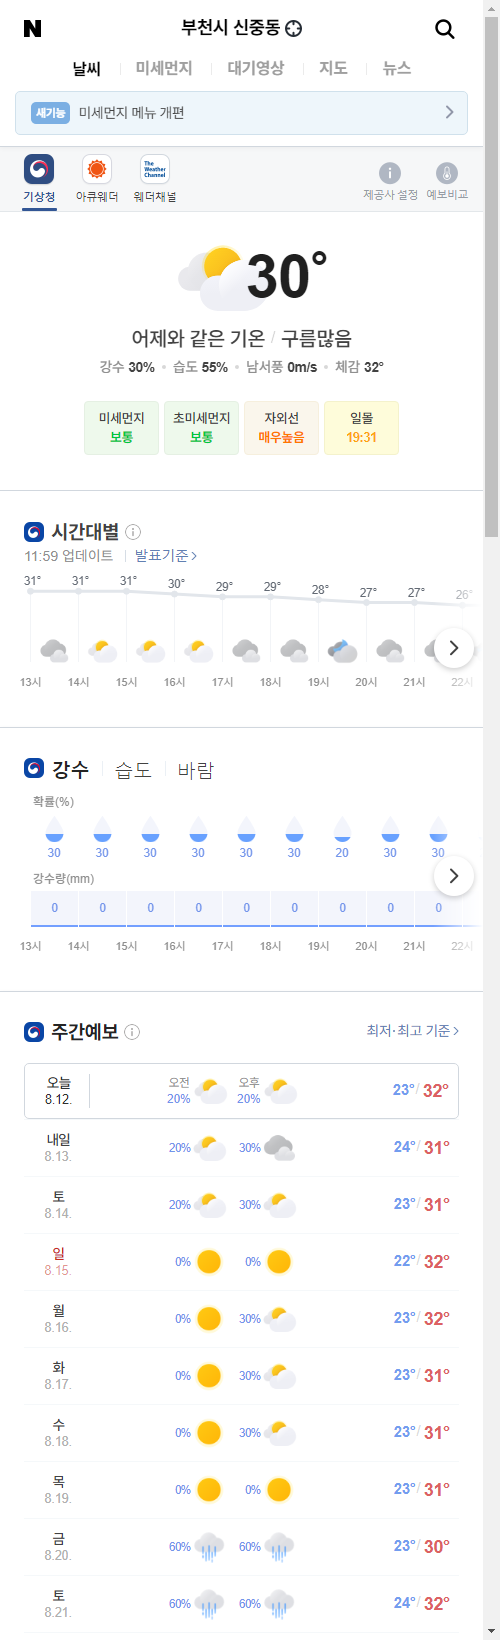 N 부천시 신중동
날씨 미세먼지 대기영상 지도 뉴스
새기능 미세먼지 메뉴 개편
The Weather Channel
기상청 아큐웨더 웨더채널 제공사 설정 예보비교
30°
어제와 같은 기온 / 구름많음
강수 30% • 습도 55% • 남서풍 0m/s • 체감 32°
미세먼지 초미세먼지 자외선 일몰
보통 보통 매우높음 19:31
시간대별
11:59 업데이트 발표기준
31° 31° 31° 30° 29° 29° 28° 27° 27° 26°
13시 14시 15시 16시 17시 18시 19시 20시 21시 22시
강수 습도 바람
확률(%)
30 30 30 30 30 30 20 30 30
강수량(mm)
0 0 0 0 0 0 0 0 0
13시 14시 15시 16시 17시 18시 19시 20시 21시 22시
주간예보 최저·최고 기준
오늘 8.12. 오전 20% 오후 20% 23° / 32°
내일 8.13. 20% 30% 24° / 31°
토 8.14. 20% 30% 23° / 31°
일 8.15. 0% 0% 22° / 32°
월 8.16. 0% 30% 23° / 32°
화 8.17. 0% 30% 23° / 31°
수 8.18. 0% 30% 23° / 31°
목 8.19. 0% 0% 23° / 31°
금 8.20. 60% 60% 23° / 30°
토 8.21. 60% 60% 24° / 32°